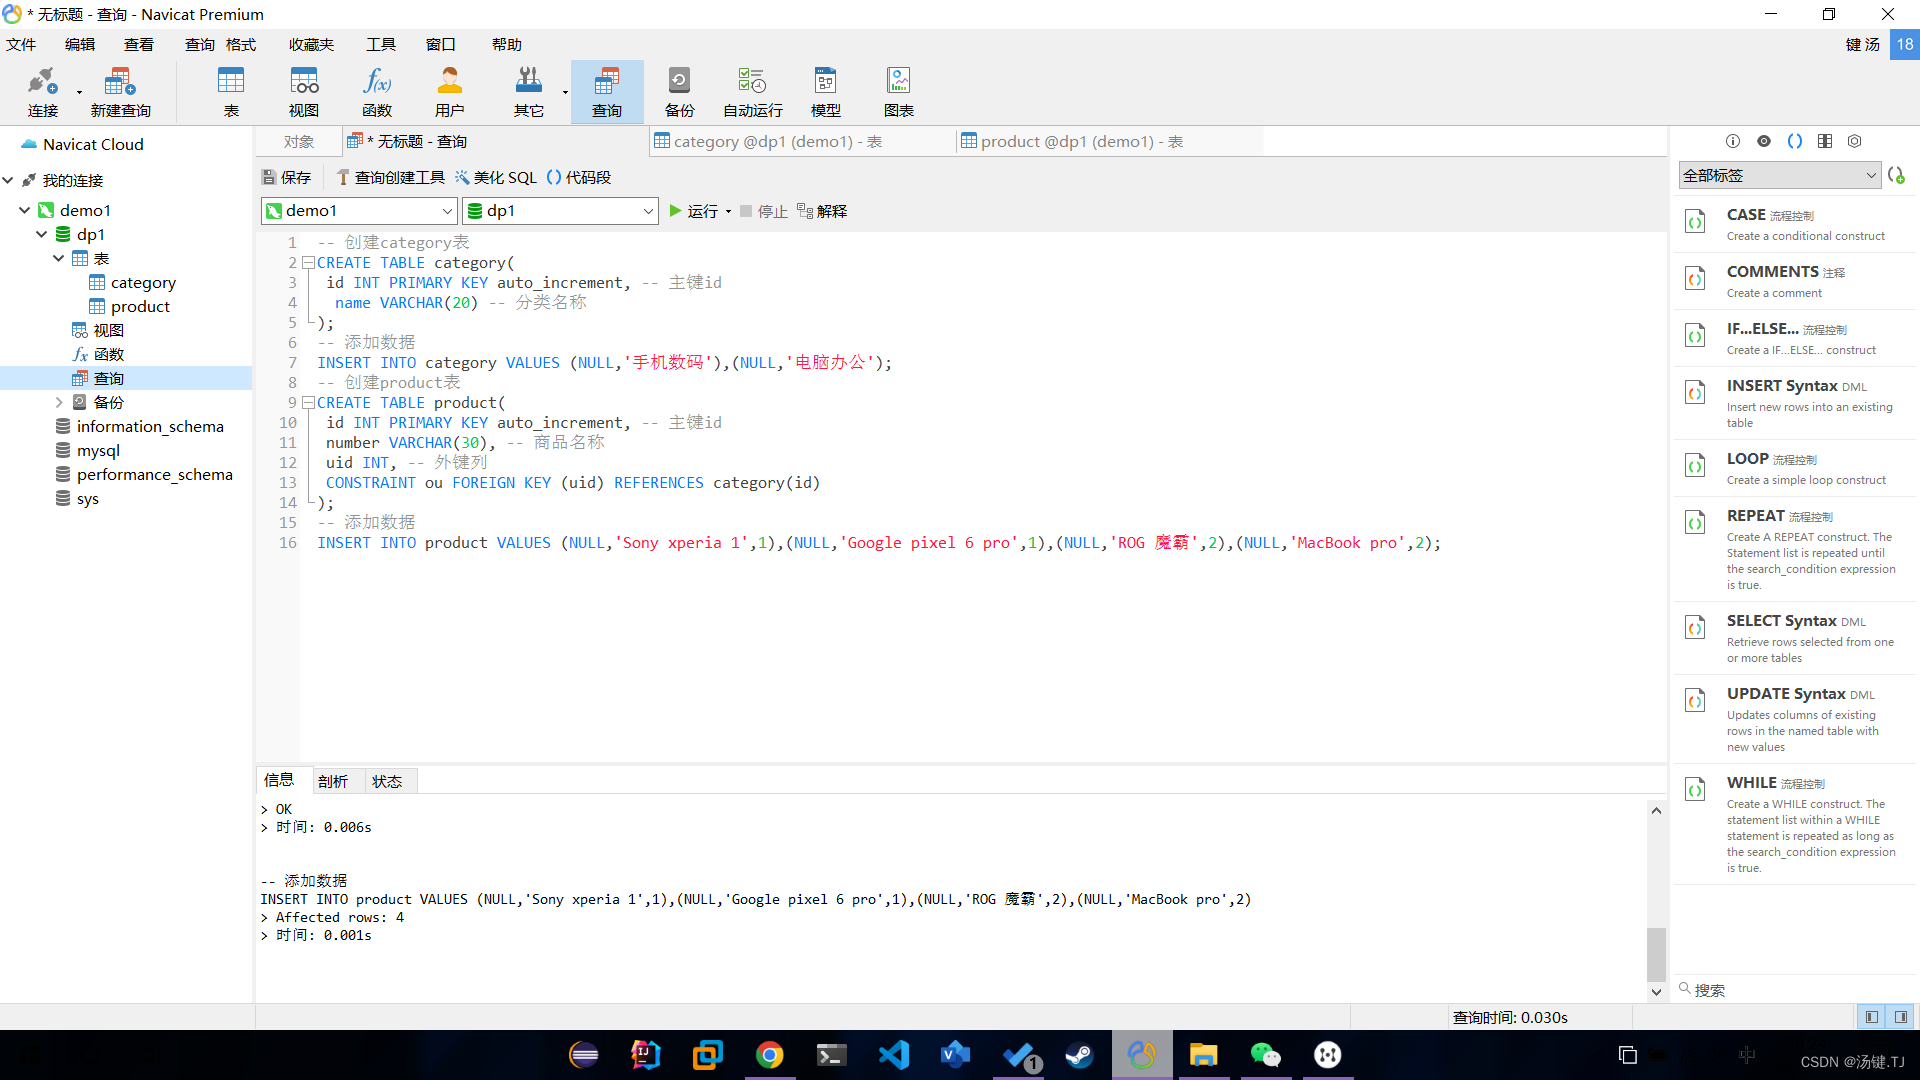 * 无标题 - 查询 - Navicat Premium
文件 编辑 查看 查询 格式 收藏夹 工具 窗口 帮助 键 汤 18
连接 新建查询 表 视图 函数 用户 其它 查询 备份 自动运行 模型 图表
Navicat Cloud
我的连接
demo1
dp1
表
category
product
视图
函数
查询
备份
information_schema
mysql
performance_schema
sys
对象 * 无标题 - 查询 category @dp1 (demo1) - 表 product @dp1 (demo1) - 表
保存 查询创建工具 美化 SQL 代码段
demo1 dp1 运行 停止 解释
1 -- 创建category表
2 CREATE TABLE category(
3 id INT PRIMARY KEY auto_increment, -- 主键id
4 name VARCHAR(20) -- 分类名称
5 );
6 -- 添加数据
7 INSERT INTO category VALUES (NULL,'手机数码'),(NULL,'电脑办公');
8 -- 创建product表
9 CREATE TABLE product(
10 id INT PRIMARY KEY auto_increment, -- 主键id
11 number VARCHAR(30), -- 商品名称
12 uid INT, -- 外键列
13 CONSTRAINT ou FOREIGN KEY (uid) REFERENCES category(id)
14 );
15 -- 添加数据
16 INSERT INTO product VALUES (NULL,'Sony xperia 1',1),(NULL,'Google pixel 6 pro',1),(NULL,'ROG 魔霸',2),(NULL,'MacBook pro',2);
信息 剖析 状态
> OK
> 时间: 0.006s
-- 添加数据
INSERT INTO product VALUES (NULL,'Sony xperia 1',1),(NULL,'Google pixel 6 pro',1),(NULL,'ROG 魔霸',2),(NULL,'MacBook pro',2)
> Affected rows: 4
> 时间: 0.001s
全部标签
CASE 流程控制
Create a conditional construct
COMMENTS 注释
Create a comment
IF...ELSE... 流程控制
Create a IF...ELSE... construct
INSERT Syntax DML
Insert new rows into an existing
table
LOOP 流程控制
Create a simple loop construct
REPEAT 流程控制
Create A REPEAT construct. The
Statement list is repeated until
the search_condition expression
is true.
SELECT Syntax DML
Retrieve rows selected from one
or more tables
UPDATE Syntax DML
Updates columns of existing
rows in the named table with
new values
WHILE 流程控制
Create a WHILE construct. The
statement list within a WHILE
statement is repeated as long as
the search_condition expression
is true.
搜索
查询时间: 0.030s
中
CSDN @汤键.TJ